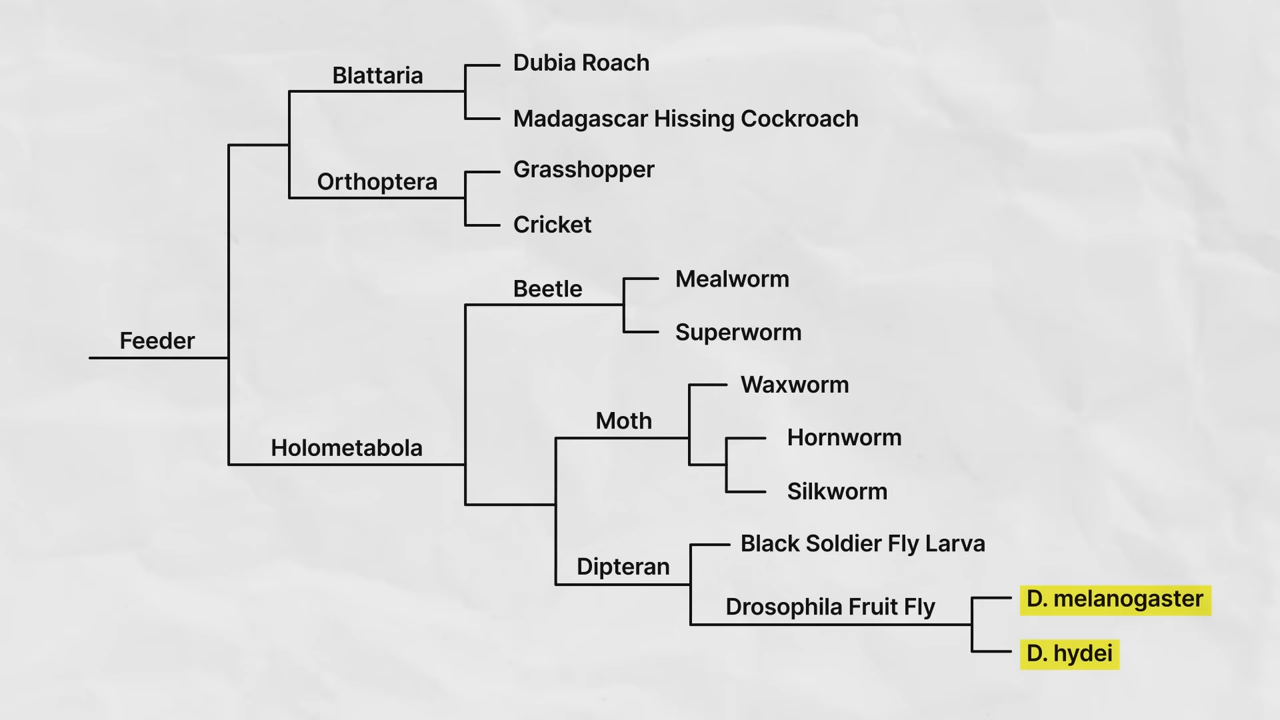 Dubia Roach
Blattaria
Madagascar Hissing Cockroach
Grasshopper
Orthoptera
Cricket
Mealworm
Beetle
Superworm
Feeder
Waxworm
Moth
Hornworm
Holometabola
Silkworm
Black Soldier Fly Larva
Dipteran
D. melanogaster
Drosophila Fruit Fly
D. hydei